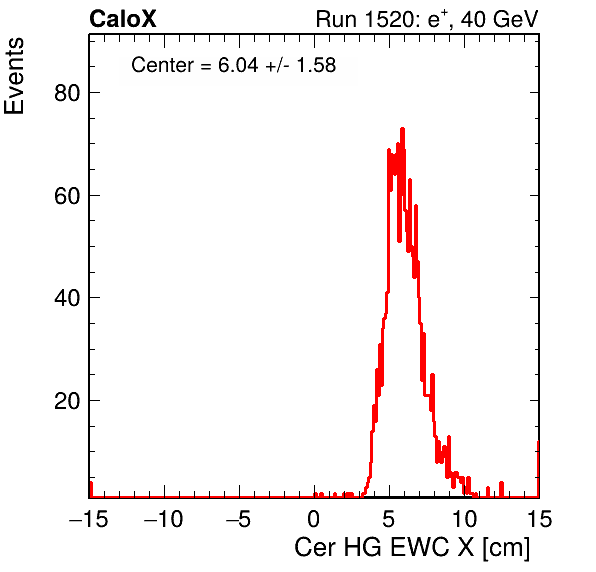 CaloX Run 1520: e⁺, 40 GeV
Center = 6.04 +/- 1.58
Events
80
60
40
20
−15 −10 −5 0 5 10 15
Cer HG EWC X [cm]